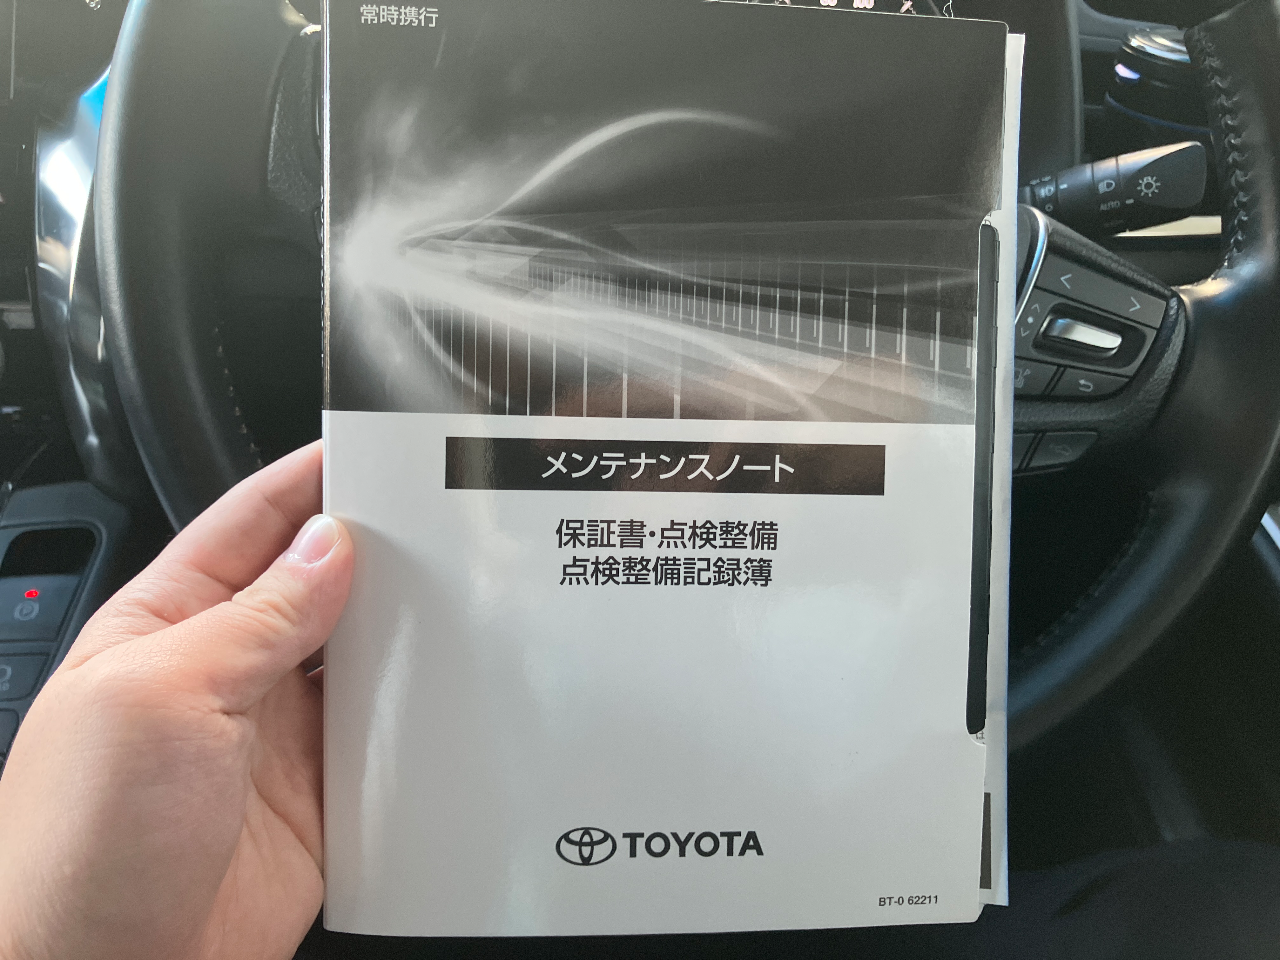 常時携行
メンテナンスノート
保証書・点検整備
点検整備記録簿
TOYOTA
BT-0 62211
AUTO